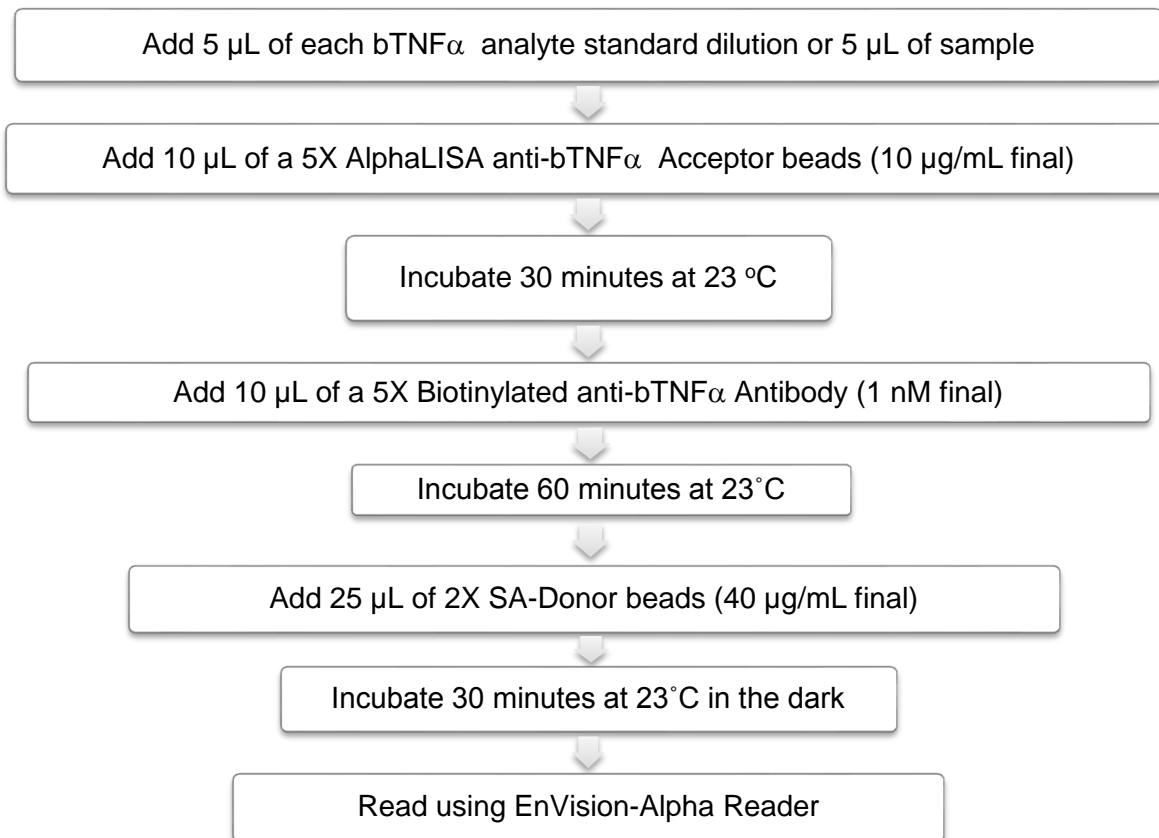 Add 5 µL of each bTNFα analyte standard dilution or 5 µL of sample
Add 10 µL of a 5X AlphaLISA anti-bTNFα Acceptor beads (10 µg/mL final)
Incubate 30 minutes at 23 ºC
Add 10 µL of a 5X Biotinylated anti-bTNFα Antibody (1 nM final)
Incubate 60 minutes at 23˚C
Add 25 µL of 2X SA-Donor beads (40 µg/mL final)
Incubate 30 minutes at 23˚C in the dark
Read using EnVision-Alpha Reader